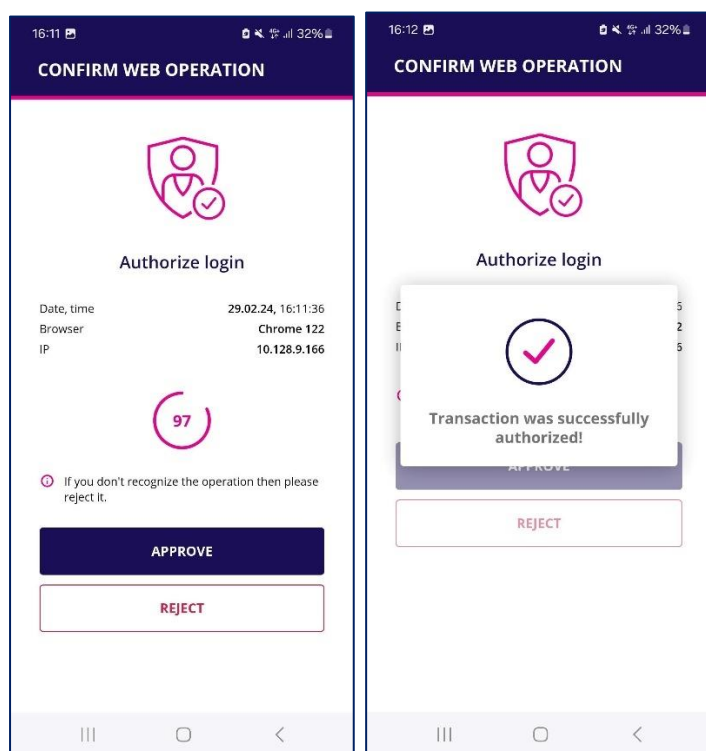 16:11
32%
CONFIRM WEB OPERATION
Authorize login
Date, time 29.02.24, 16:11:36
Browser Chrome 122
IP 10.128.9.166
97
If you don't recognize the operation then please
reject it.
APPROVE
REJECT
16:12
32%
CONFIRM WEB OPERATION
Authorize login
Transaction was successfully
authorized!
APPROVE
REJECT